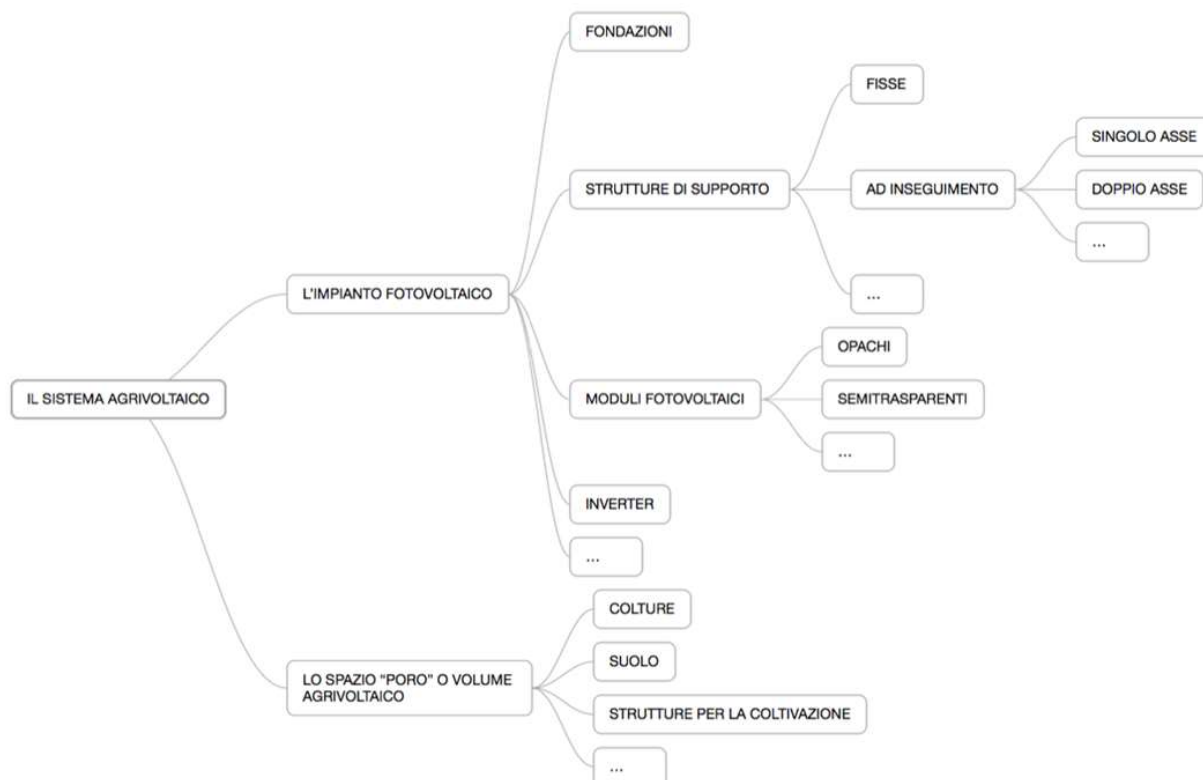 FONDAZIONI
FISSE
SINGOLO ASSE
STRUTTURE DI SUPPORTO
AD INSEGUIMENTO
DOPPIO ASSE
...
L'IMPIANTO FOTOVOLTAICO
...
OPACHI
IL SISTEMA AGRIVOLTAICO
MODULI FOTOVOLTAICI
SEMITRASPARENTI
...
INVERTER
...
COLTURE
SUOLO
LO SPAZIO "PORO" O VOLUME
AGRIVOLTAICO
STRUTTURE PER LA COLTIVAZIONE
...